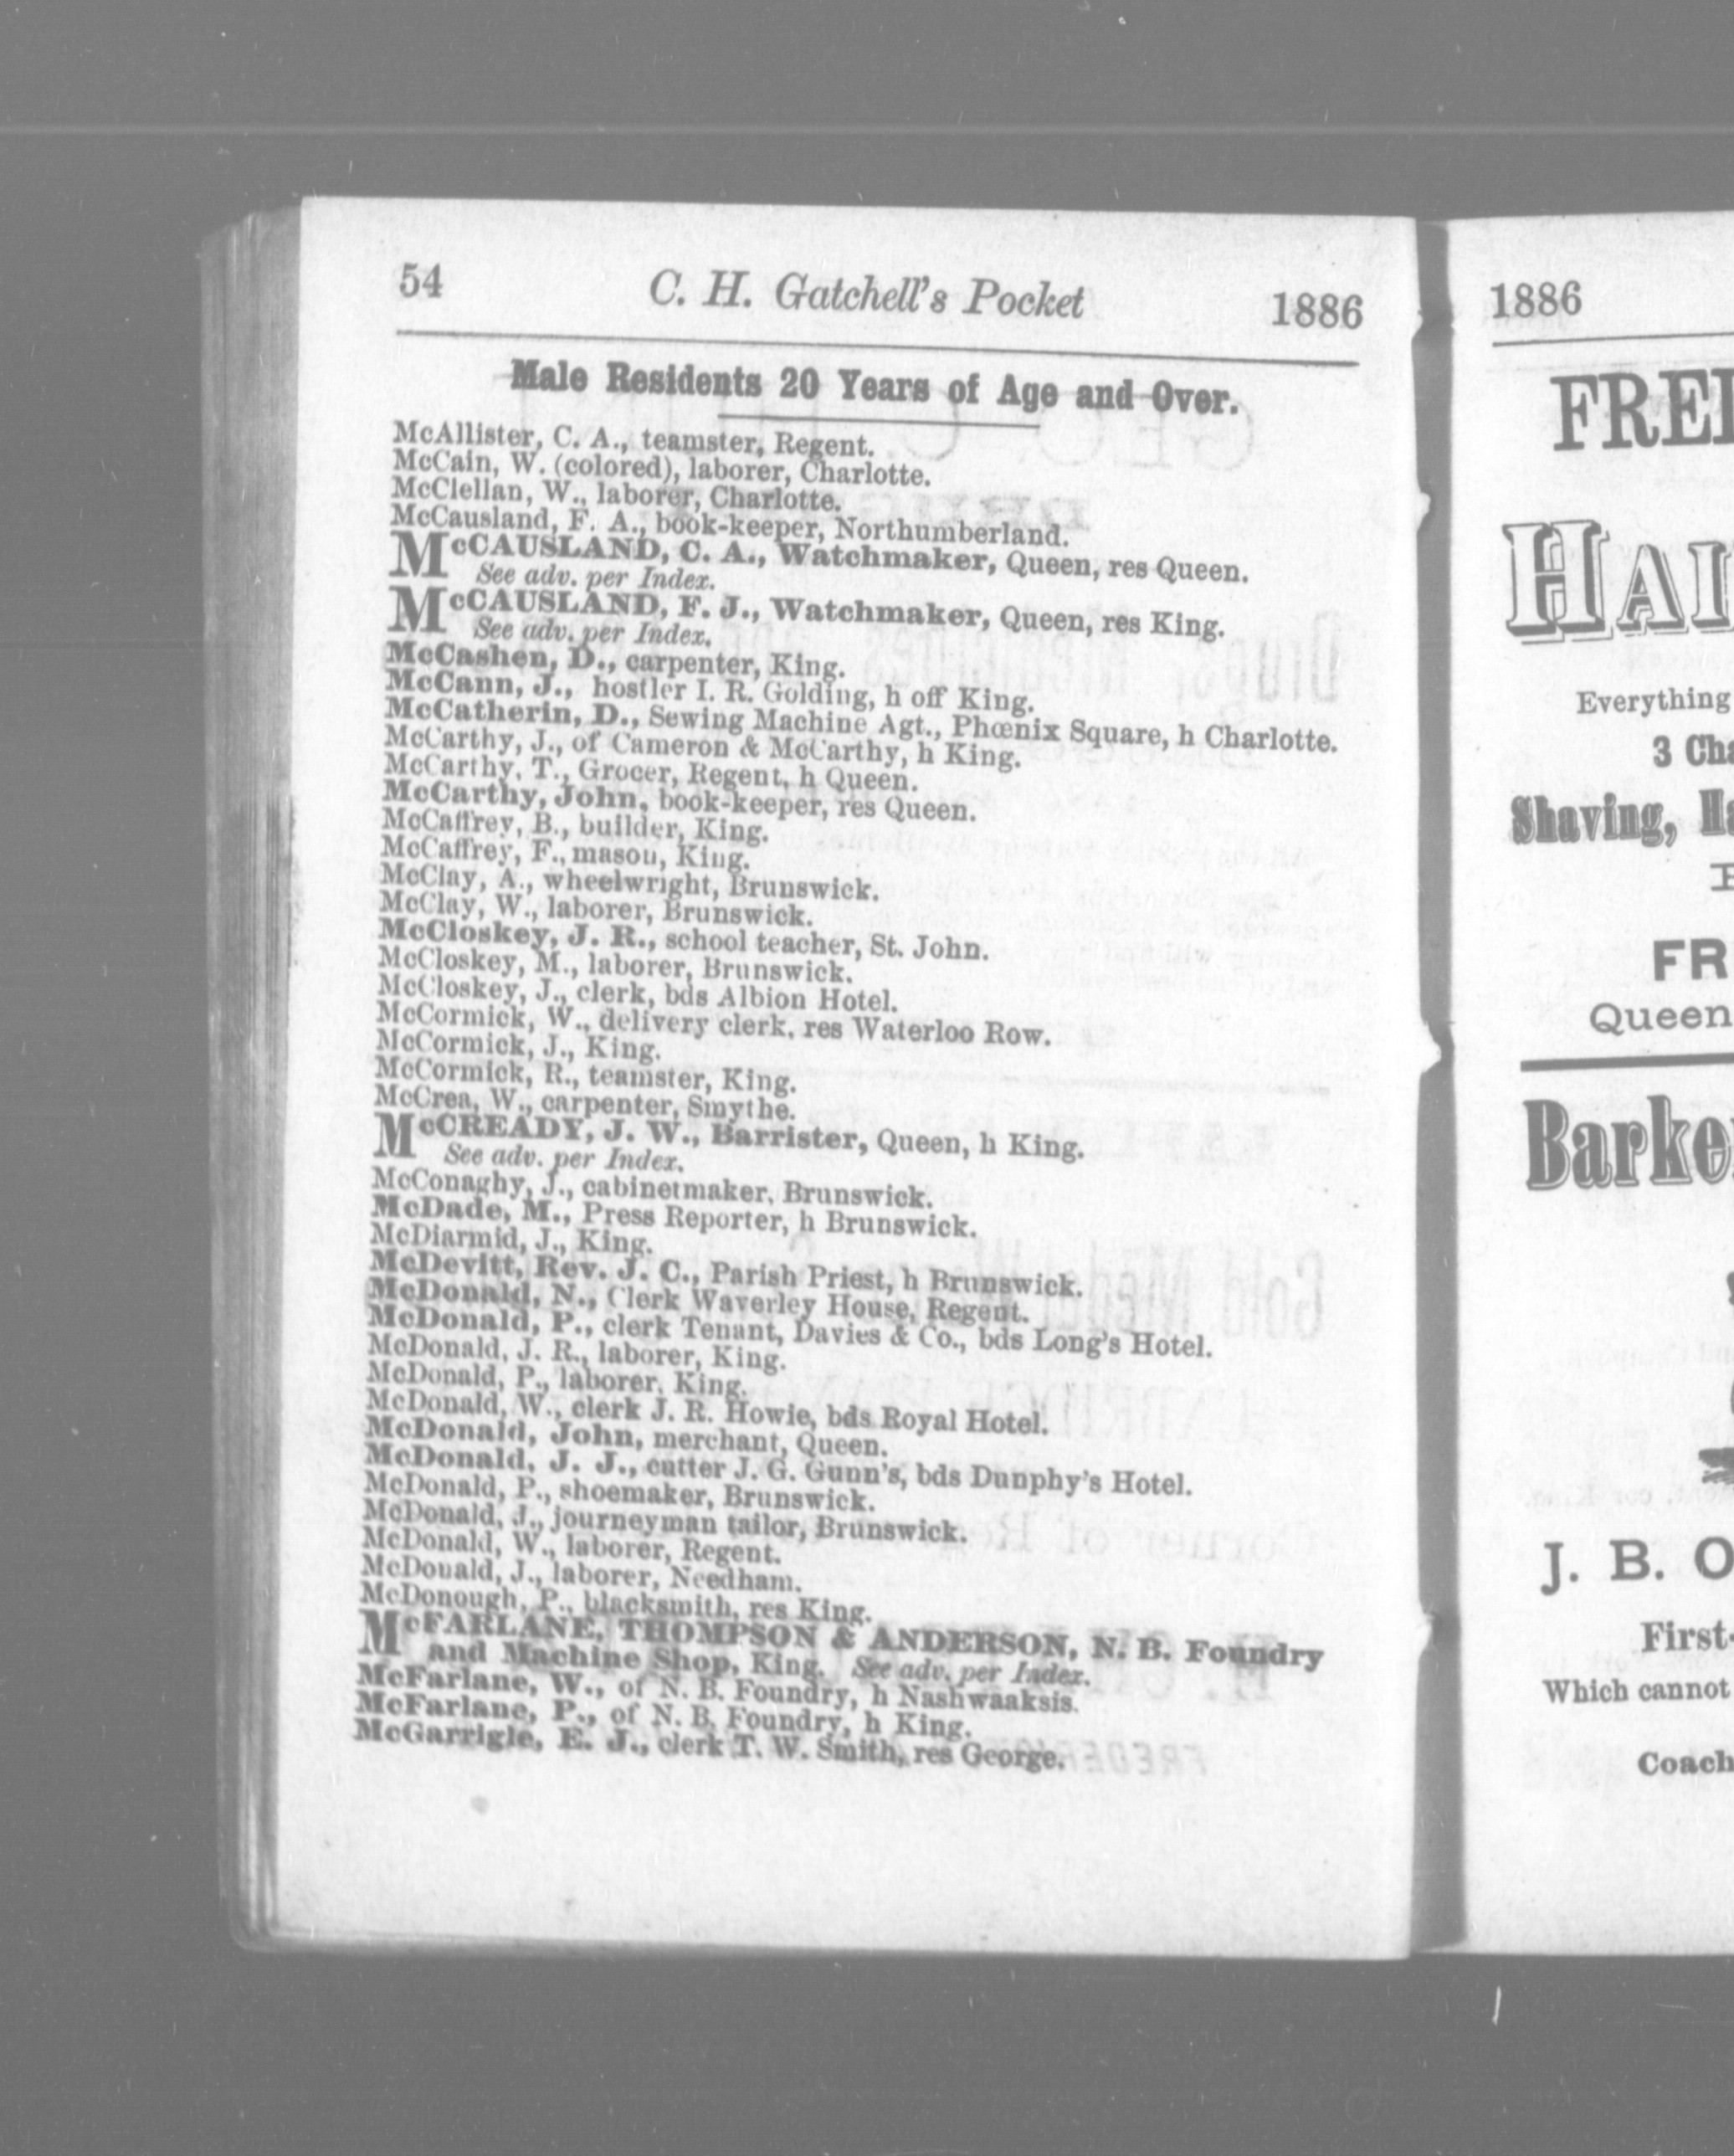 54 C. H. Gatchell's Pocket 1886
Male Residents 20 Years of Age and Over.
McAllister, C. A., teamster, Regent.
McCain, W. (colored), laborer, Charlotte.
McClellan, W., laborer, Charlotte.
McCausland, F. A., book-keeper, Northumberland.
McCAUSLAND, C. A., Watchmaker, Queen, res Queen.
See adv. per Index.
McCAUSLAND, F. J., Watchmaker, Queen, res King.
See adv. per Index.
McCashen, D., carpenter, King.
McCann, J., hostler I. R. Golding, h off King.
McCatherin, D., Sewing Machine Agt., Phœnix Square, h Charlotte.
McCarthy, J., of Cameron & McCarthy, h King.
McCarthy, T., Grocer, Regent, h Queen.
McCarthy, John, book-keeper, res Queen.
McCaffrey, B., builder, King.
McCaffrey, F., mason, King.
McClay, A., wheelwright, Brunswick.
McClay, W., laborer, Brunswick.
McCloskey, J. R., school teacher, St. John.
McCloskey, M., laborer, Brunswick.
McCloskey, J., clerk, bds Albion Hotel.
McCormick, W., delivery clerk, res Waterloo Row.
McCormick, J., King.
McCormick, R., teamster, King.
McCrea, W., carpenter, Smythe.
McCREADY, J. W., Barrister, Queen, h King.
See adv. per Index.
McConaghy, J., cabinetmaker, Brunswick.
McDade, M., Press Reporter, h Brunswick.
McDiarmid, J., King.
McDevitt, Rev. J. C., Parish Priest, h Brunswick.
McDonald, N., Clerk Waverley House, Regent.
McDonald, P., clerk Tenant, Davies & Co., bds Long's Hotel.
McDonald, J. R., laborer, King.
McDonald, P., laborer, King.
McDonald, W., clerk J. R. Howie, bds Royal Hotel.
McDonald, John, merchant, Queen.
McDonald, J. J., cutter J. G. Gunn's, bds Dunphy's Hotel.
McDonald, P., shoemaker, Brunswick.
McDonald, J., journeyman tailor, Brunswick.
McDonald, W., laborer, Regent.
McDonald, J., laborer, Needham.
McDonough, P., blacksmith, res King.
McFARLANE, THOMPSON & ANDERSON, N. B. Foundry
and Machine Shop, King. See adv. per Index.
McFarlane, W., of N. B. Foundry, h Nashwaaksis.
McFarlane, P., of N. B. Foundry, h King.
McGarrigle, E. J., clerk T. W. Smith, res George.
1886
FRE
HAI
Everything
3 Cha
Shaving, Ha
FR
Queen
Barke
J. B. O
First-
Which cannot
Coach